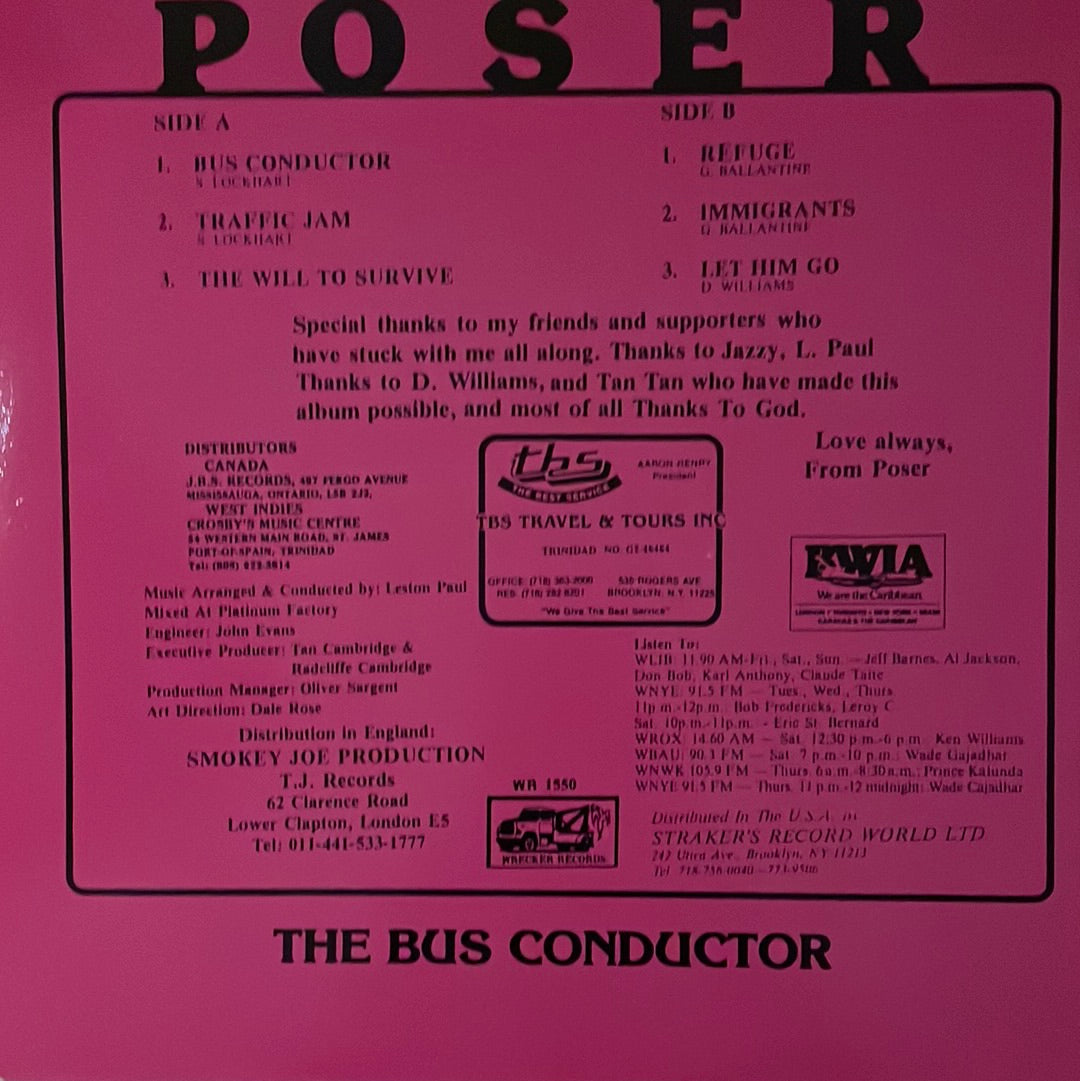 POSER
SIDE A
1. BUS CONDUCTOR
N. LOCKHART
2. TRAFFIC JAM
N. LOCKHART
3. THE WILL TO SURVIVE
SIDE B
1. REFUGE
G. BALLANTINE
2. IMMIGRANTS
G. BALLANTINE
3. LET HIM GO
D. WILLIAMS
Special thanks to my friends and supporters who
have stuck with me all along. Thanks to Jazzy, L. Paul
Thanks to D. Williams, and Tan Tan who have made this
album possible, and most of all Thanks To God.
Love always,
From Poser
DISTRIBUTORS
CANADA
J.B.S. RECORDS, AVENUE
MISSISSAUGA, ONTARIO,
WEST INDIES
CROSBY'S MUSIC CENTRE
54 WESTERN MAIN ROAD, ST. JAMES
PORT-OF-SPAIN, TRINIDAD
Music Arranged & Conducted by: Leston Paul
Mixed At Platinum Factory
Engineer: John Evans
Executive Producer: Tan Cambridge &
Radcliffe Cambridge
Production Manager: Oliver Sargent
Art Direction: Dale Rose
Distribution in England:
SMOKEY JOE PRODUCTION
T.J. Records
62 Clarence Road
Lower Clapton, London E5
Tel: 011-441-533-1777
tbs
THE BEST SERVICE
AARON HENRY
President
TBS TRAVEL & TOURS INC
TRINIDAD NO
OFFICE: (718)
RES. (718)
ROGERS AVE
BROOKLYN, N.Y. 11225
"We Give The Best Service"
BWIA
We are the Caribbean
WR 1550
WRECKER RECORDS
Listen To:
WLIB: 11.90 AM-Fri., Sat., Sun. — Jeff Barnes, Al Jackson,
Don Bob, Karl Anthony, Claude Taite
WNYE: 91.5 FM — Tues., Wed., Thurs
11p.m.-12p.m.: Bob Fredericks, Leroy C
Sat. 10p.m.-11p.m. - Eric St. Bernard
WROX: 14.60 AM — Sat. 12:30 p.m.-6 p.m. Ken Williams
WBAU: 90.3 FM — Sat. 7 p.m.-10 p.m.: Wade Gajadhar
WNWK 105.9 FM — Thurs. 6a.m.-8:30a.m.; Prince Kalunda
WNYE 91.5 FM — Thurs. 11 p.m.-12 midnight: Wade Cajadhar
Distributed In The U.S.A. in
STRAKER'S RECORD WORLD LTD.
242 Utica Ave., Brooklyn, N.Y. 11213